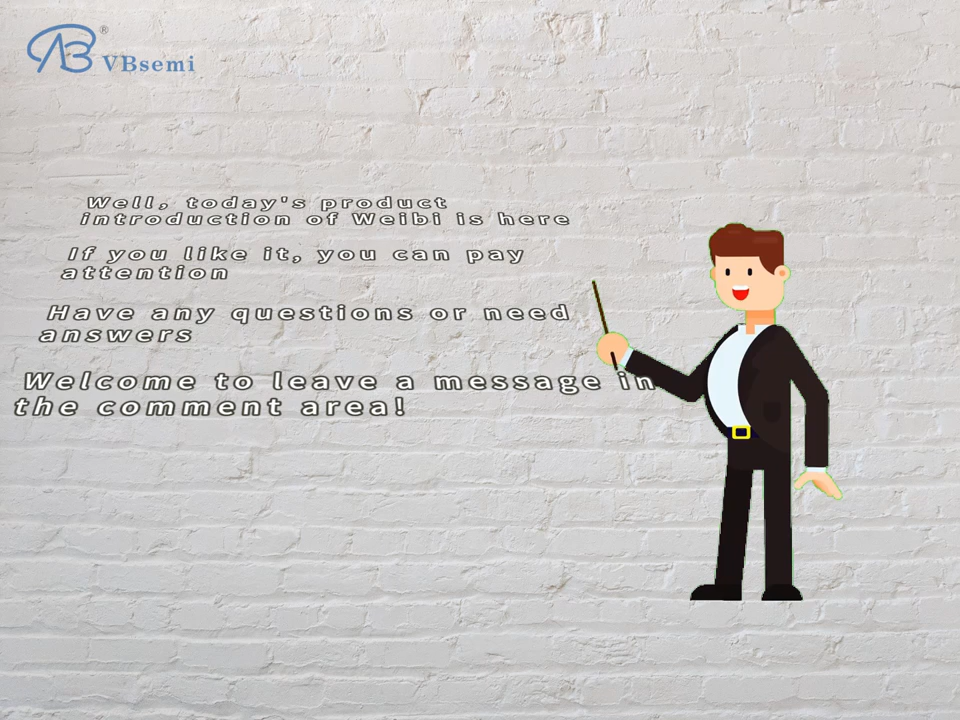 VBsemi
Well, today's product
introduction of Weibi is here
If you like it, you can pay
attention
Have any questions or need
answers
Welcome to leave a message in
the comment area!